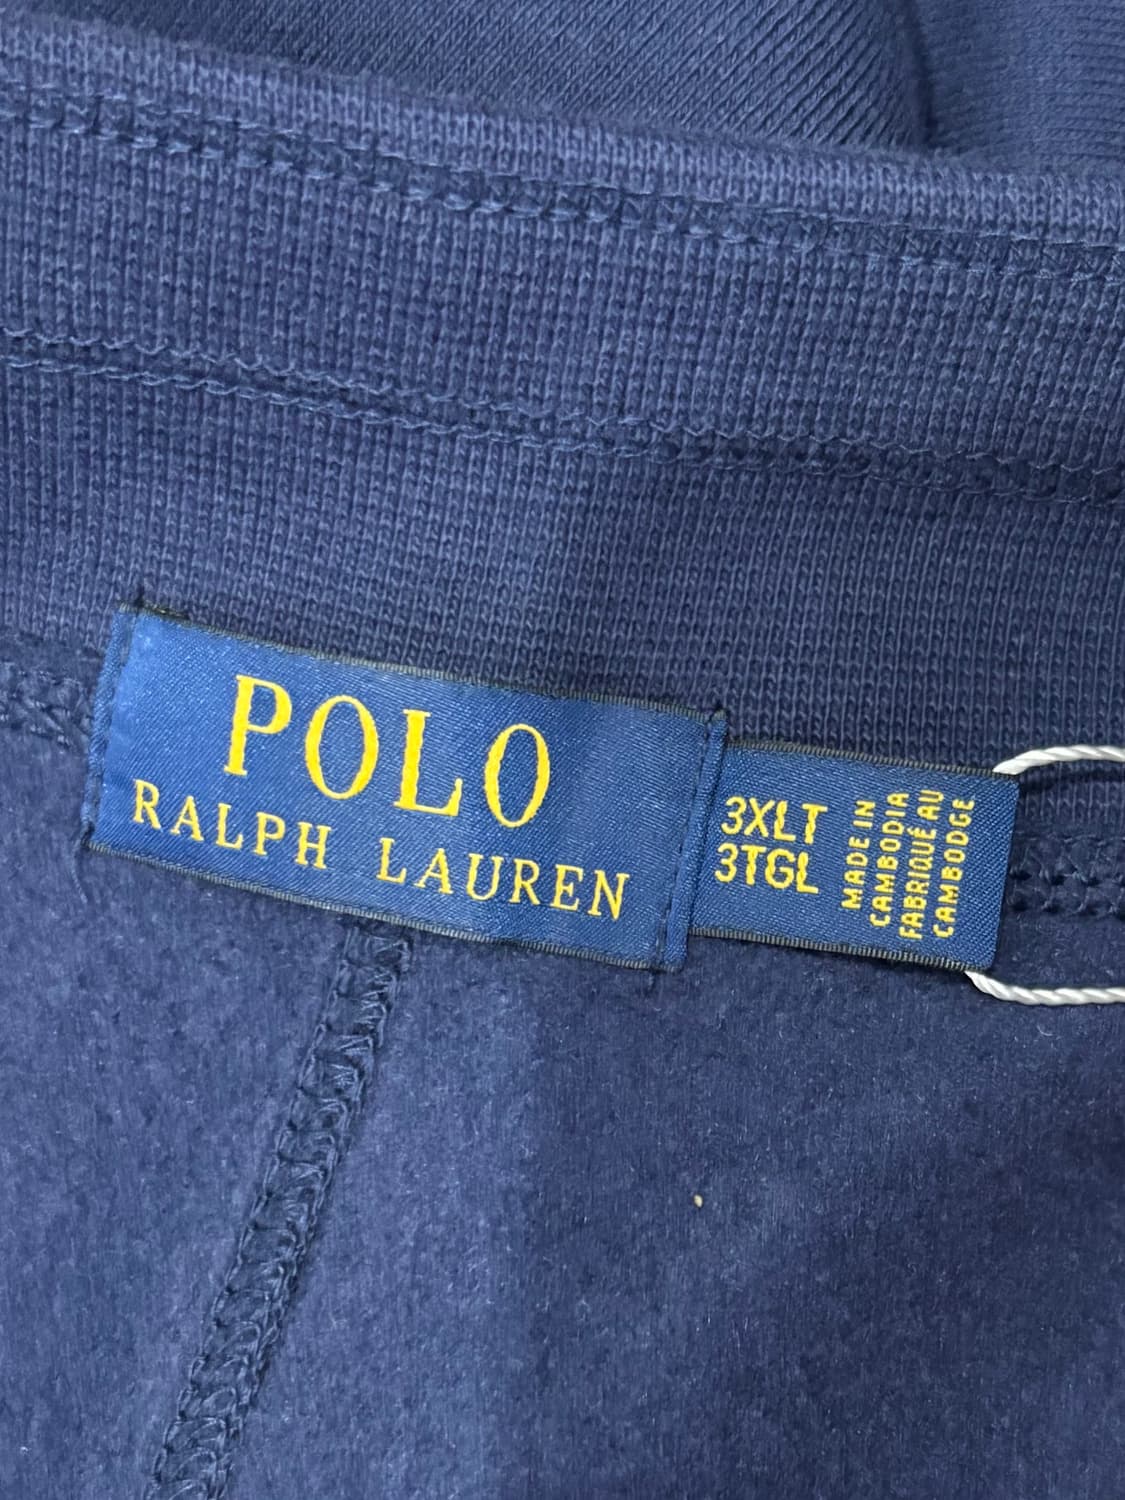 POLO
RALPH LAUREN
3XLT
3TGL
MADE IN
CAMBODIA
FABRIQUÉ AU
CAMBODGE